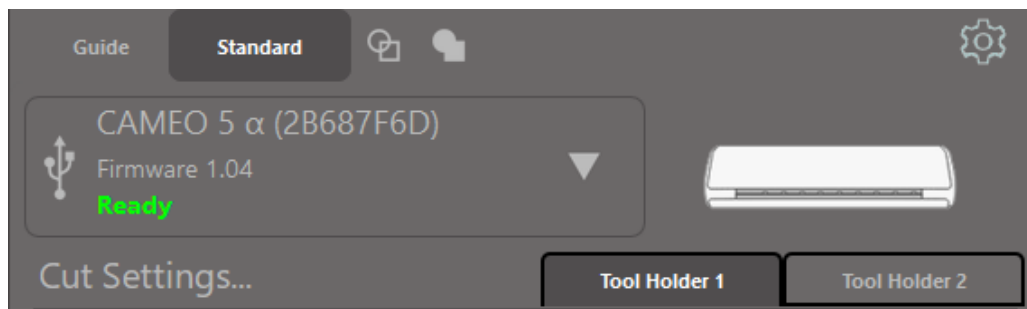 Guide Standard
CAMEO 5 α (2B687F6D)
Firmware 1.04
Ready
Cut Settings... Tool Holder 1 Tool Holder 2